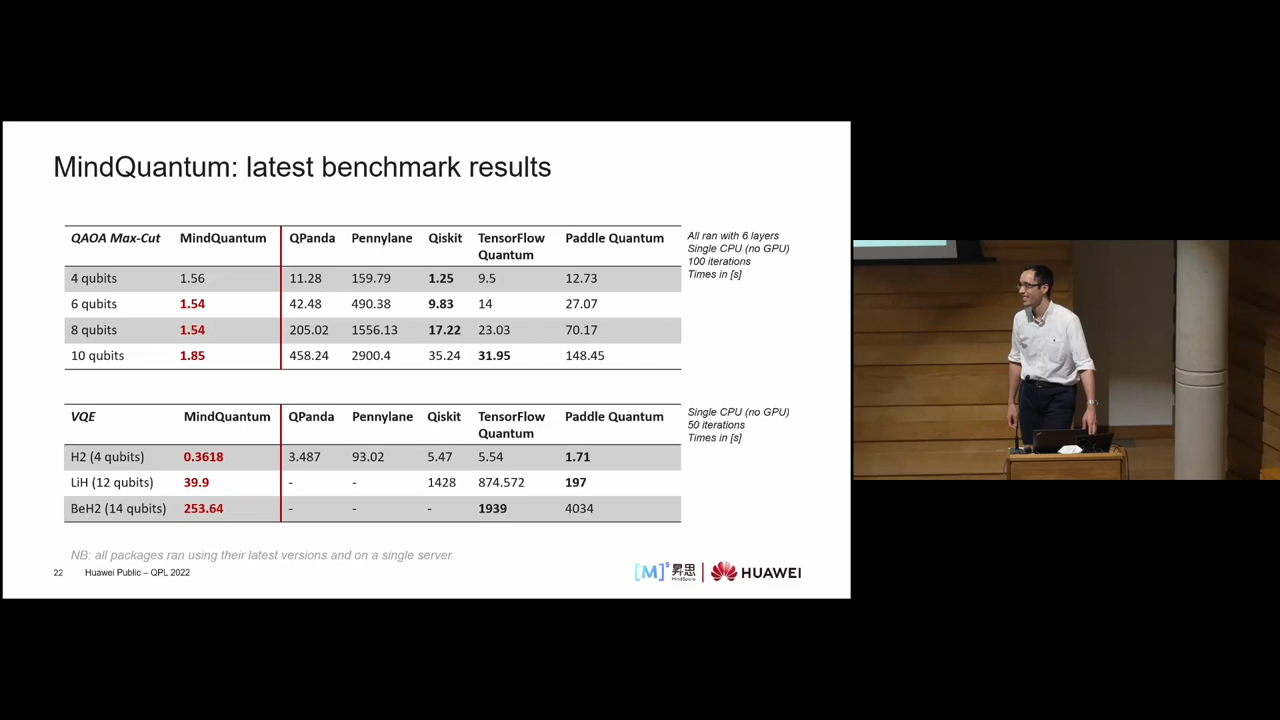 MindQuantum: latest benchmark results
QAOA Max-Cut MindQuantum QPanda Pennylane Qiskit TensorFlow Quantum Paddle Quantum
4 qubits 1.56 11.28 159.79 1.25 9.5 12.73
6 qubits 1.54 42.48 490.38 9.83 14 27.07
8 qubits 1.54 205.02 1556.13 17.22 23.03 70.17
10 qubits 1.85 458.24 2900.4 35.24 31.95 148.45
All ran with 6 layers
Single CPU (no GPU)
100 iterations
Times in [s]
VQE MindQuantum QPanda Pennylane Qiskit TensorFlow Quantum Paddle Quantum
H2 (4 qubits) 0.3618 3.487 93.02 5.47 5.54 1.71
LiH (12 qubits) 39.9 - - 1428 874.572 197
BeH2 (14 qubits) 253.64 - - - 1939 4034
Single CPU (no GPU)
50 iterations
Times in [s]
NB: all packages ran using their latest versions and on a single server
22 Huawei Public – QPL 2022
[M]s 昇思 MindSpore HUAWEI